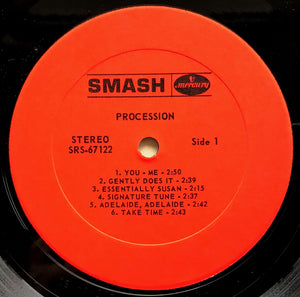 SMASH mercury
PROCESSION
STEREO
SRS-67122
Side 1
1. YOU - ME - 2:50
2. GENTLY DOES IT - 2:39
3. ESSENTIALLY SUSAN - 2:15
4. SIGNATURE TUNE - 2:37
5. ADELAIDE, ADELAIDE - 2:42
6. TAKE TIME - 2:43